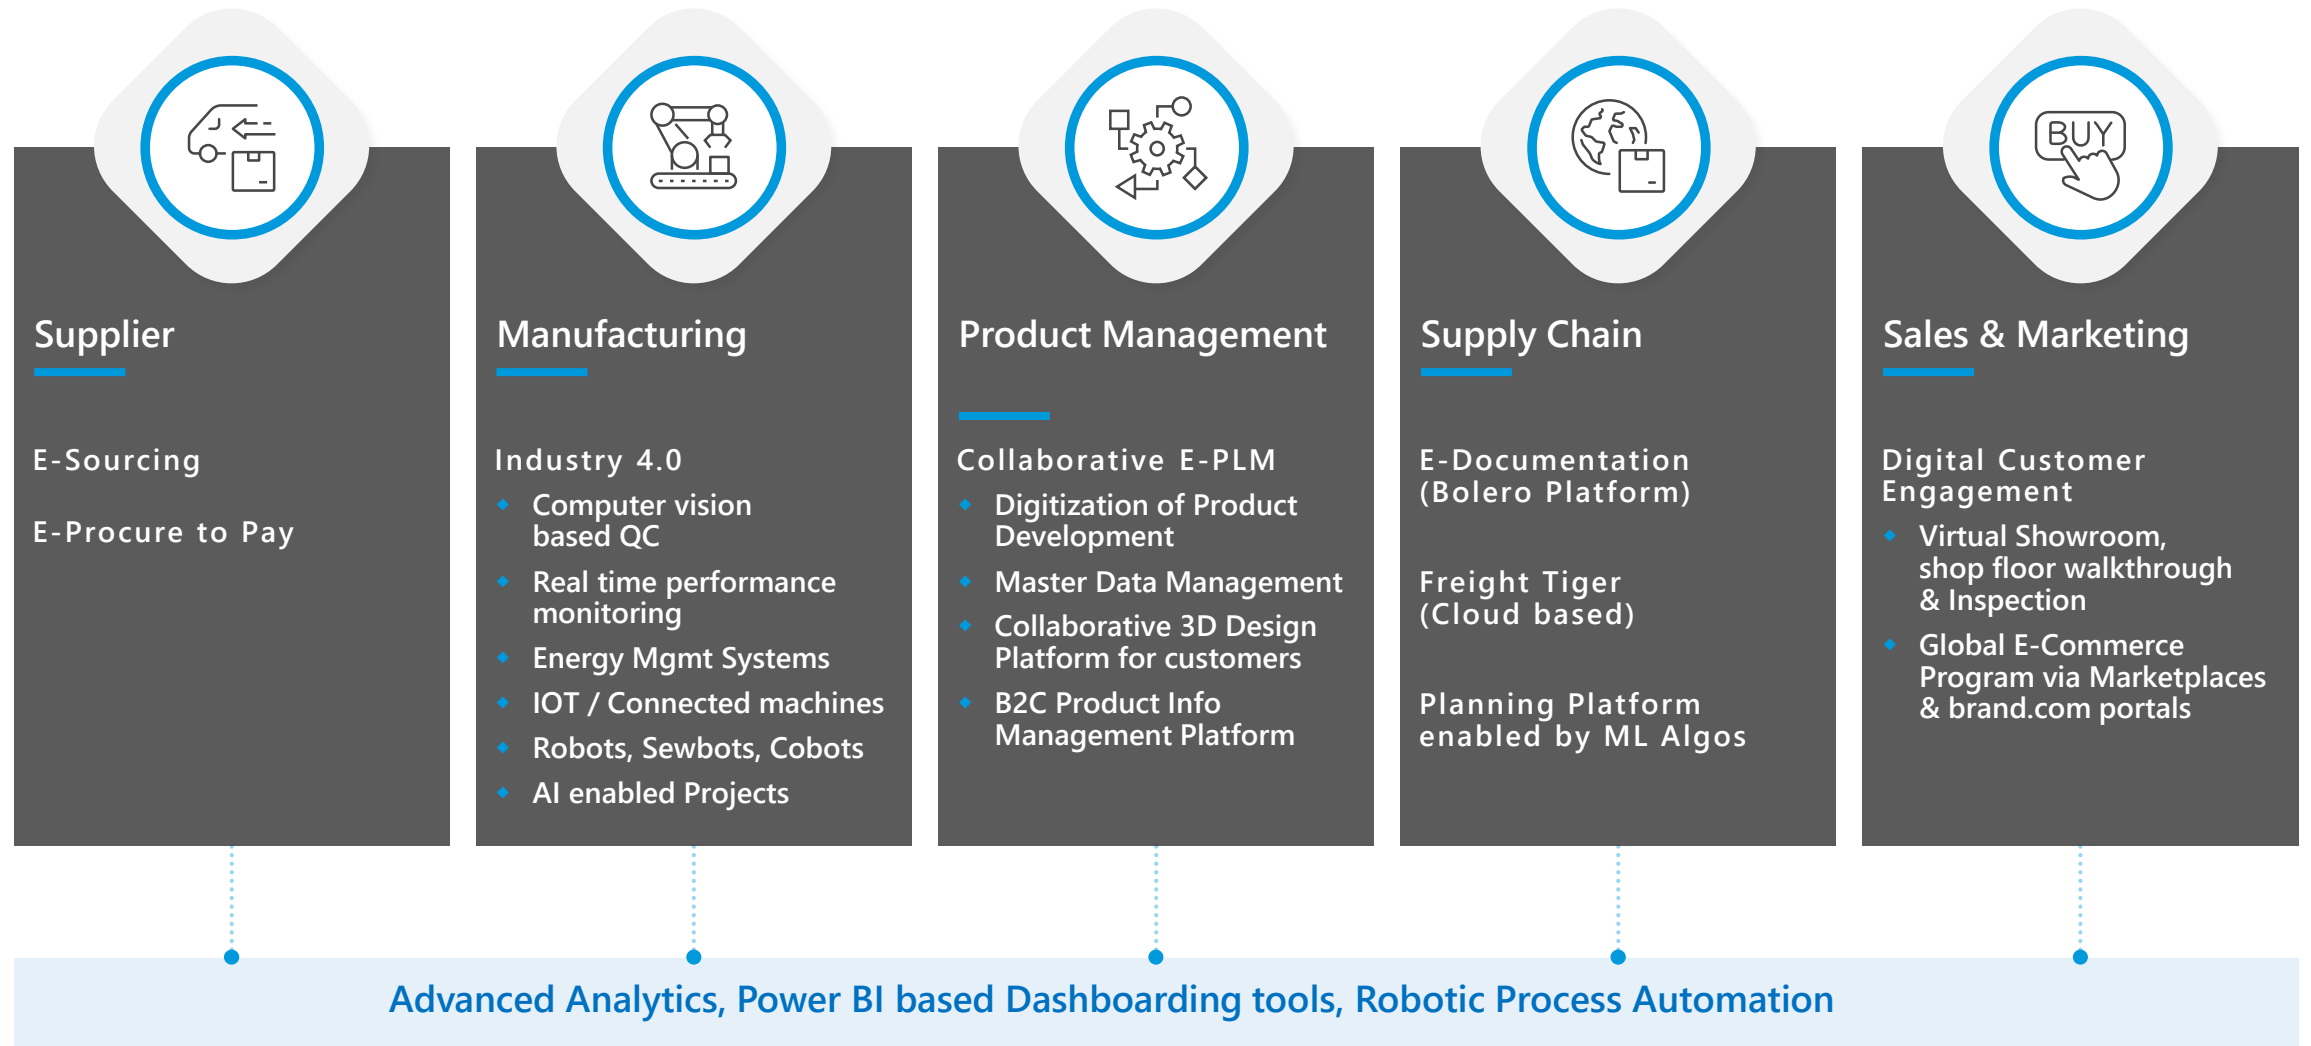 BUY
Supplier
E-Sourcing
E-Procure to Pay
Manufacturing
Industry 4.0
Computer vision
based QC
Real time performance
monitoring
Energy Mgmt Systems
IOT / Connected machines
Robots, Sewbots, Cobots
AI enabled Projects
Product Management
Collaborative E-PLM
Digitization of Product
Development
Master Data Management
Collaborative 3D Design
Platform for customers
B2C Product Info
Management Platform
Supply Chain
E-Documentation
(Bolero Platform)
Freight Tiger
(Cloud based)
Planning Platform
enabled by ML Algos
Sales & Marketing
Digital Customer
Engagement
Virtual Showroom,
shop floor walkthrough
& Inspection
Global E-Commerce
Program via Marketplaces
& brand.com portals
Advanced Analytics, Power BI based Dashboarding tools, Robotic Process Automation